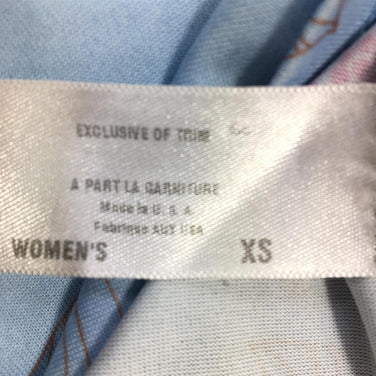 EXCLUSIVE OF TRIM
A PART LA GARNITURE
Made in U. S. A
Fabrique AUX USA
WOMEN'S XS